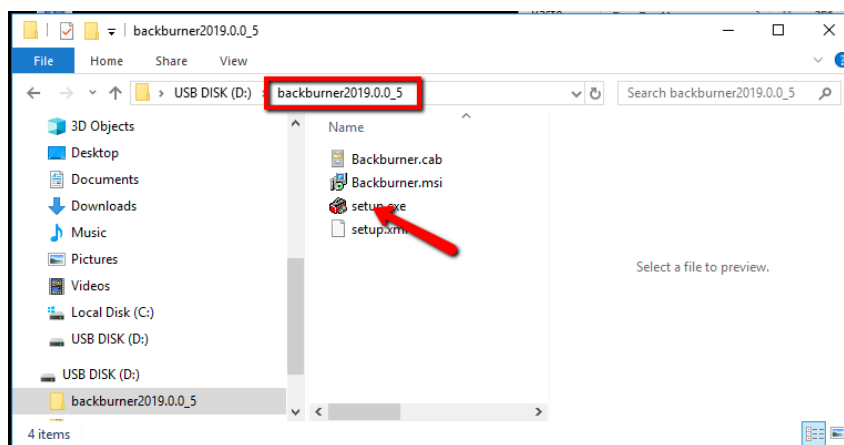 backburner2019.0.0_5
File Home Share View
USB DISK (D:) backburner2019.0.0_5 Search backburner2019.0.0_5
3D Objects
Desktop
Documents
Downloads
Music
Pictures
Videos
Local Disk (C:)
USB DISK (D:)
USB DISK (D:)
backburner2019.0.0_5
Name
Backburner.cab
Backburner.msi
setup.exe
setup.xml
Select a file to preview.
4 items